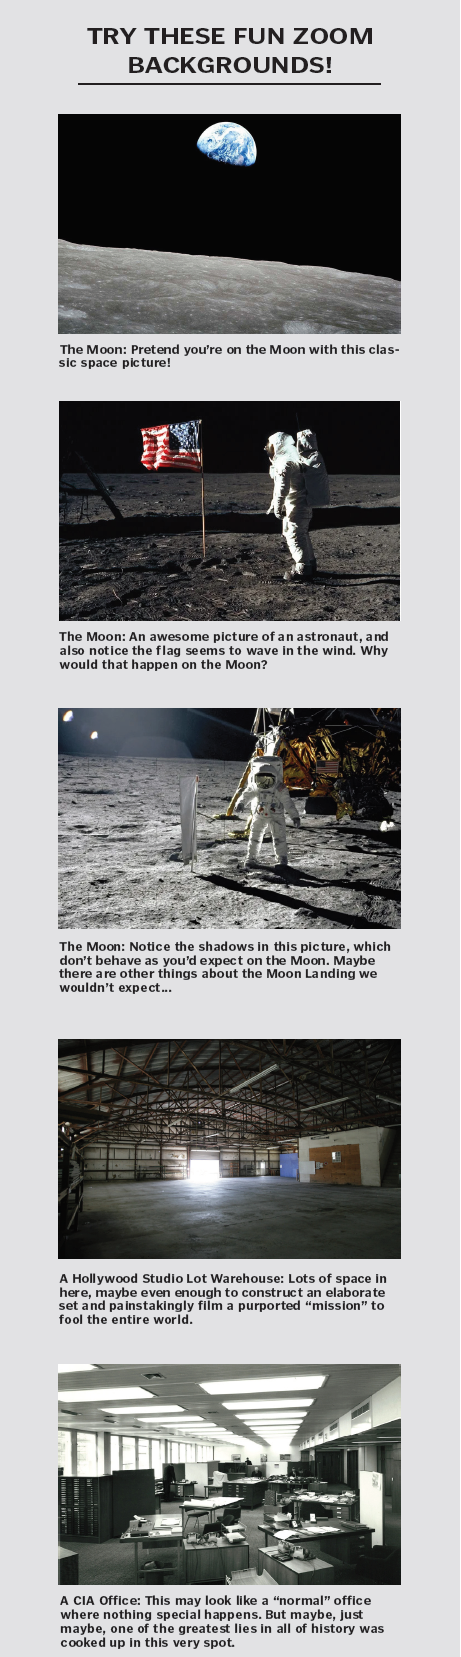 TRY THESE FUN ZOOM
BACKGROUNDS!
The Moon: Pretend you're on the Moon with this clas-
sic space picture!
The Moon: An awesome picture of an astronaut, and
also notice the flag seems to wave in the wind. Why
would that happen on the Moon?
The Moon: Notice the shadows in this picture, which
don't behave as you'd expect on the Moon. Maybe
there are other things about the Moon Landing we
wouldn't expect...
A Hollywood Studio Lot Warehouse: Lots of space in
here, maybe even enough to construct an elaborate
set and painstakingly film a purported “mission” to
fool the entire world.
A CIA Office: This may look like a “normal” office
where nothing special happens. But maybe, just
maybe, one of the greatest lies in all of history was
cooked up in this very spot.